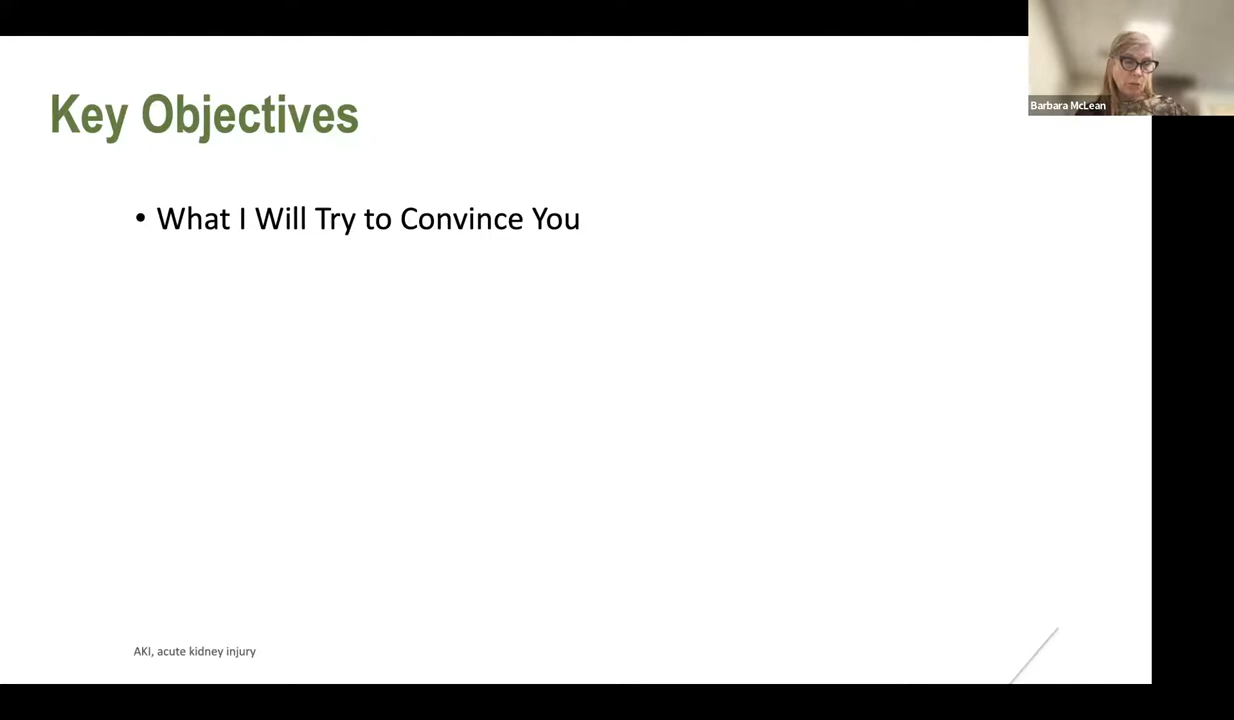 Key Objectives
Barbara McLean
• What I Will Try to Convince You
AKI, acute kidney injury